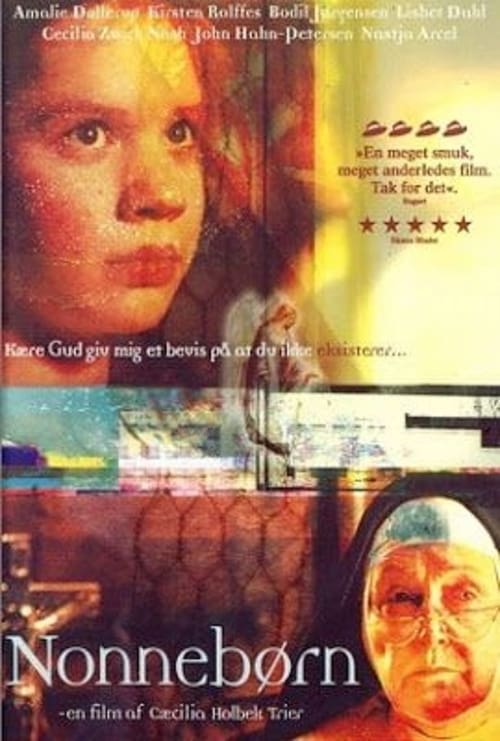 Amalie Dollerup Kirsten Rolffes Bodil Jørgensen Lisbet Dahl
Cecilia Zwick Nash John Hahn-Petersen Nastja Arcel
»En meget smuk,
meget anderledes film.
Tak for det«.
Kære Gud giv mig et bevis på at du ikke eksisterer...
Nonnebørn
-en film af Cæcilia Holbek Trier